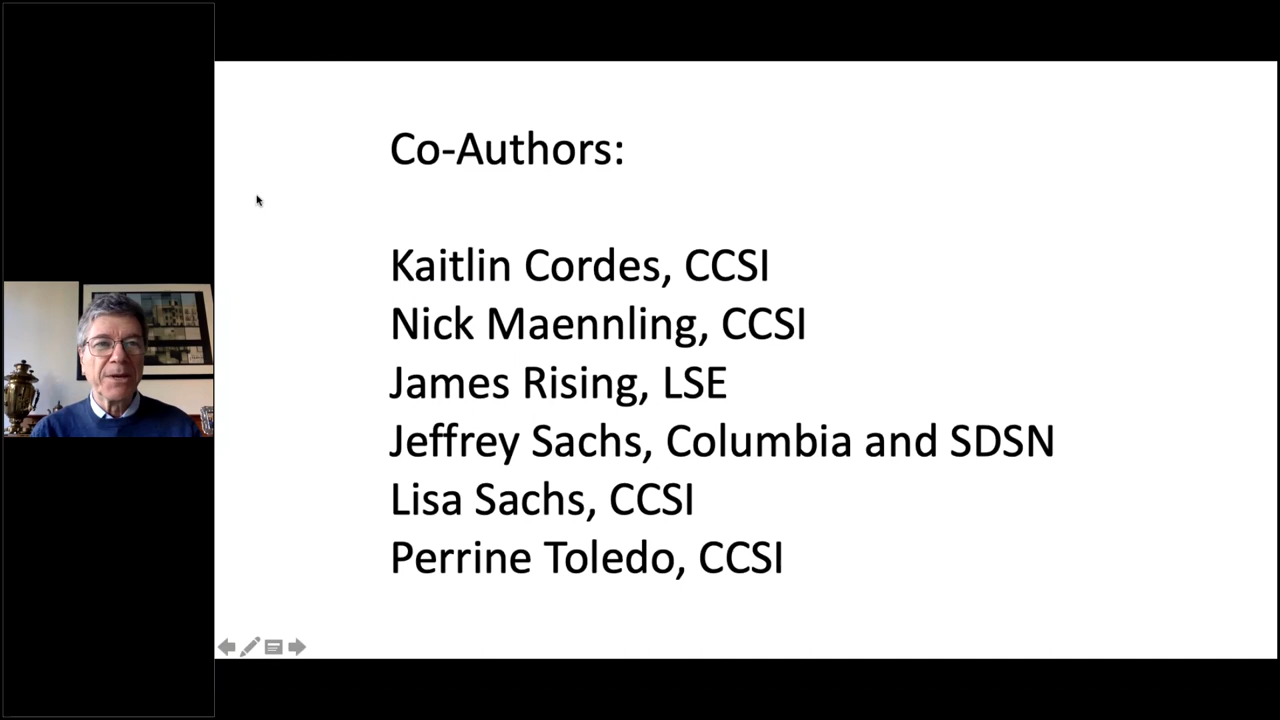 Co-Authors:
Kaitlin Cordes, CCSI
Nick Maennling, CCSI
James Rising, LSE
Jeffrey Sachs, Columbia and SDSN
Lisa Sachs, CCSI
Perrine Toledo, CCSI